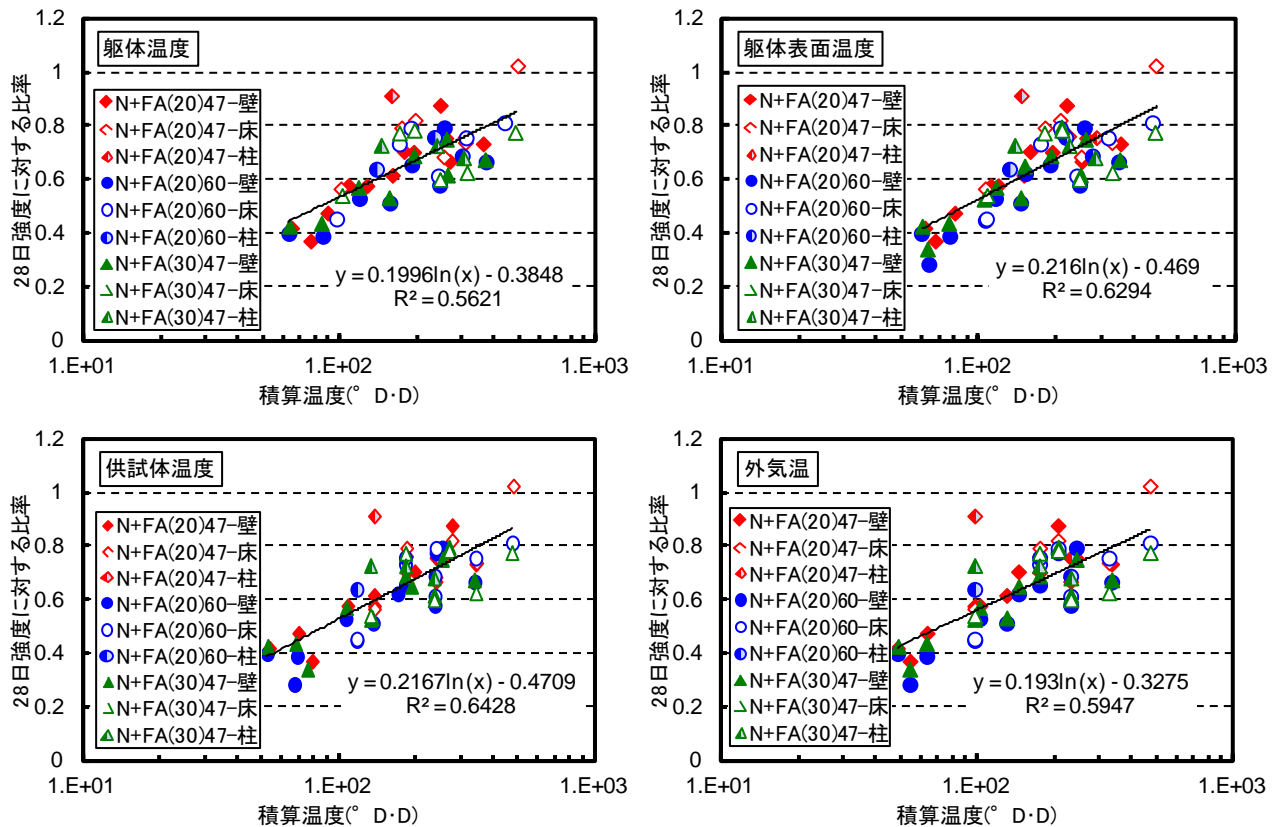 躯体温度
28日強度に対する比率
1.2
1
0.8
0.6
0.4
0.2
0
N+FA(20)47-壁
N+FA(20)47-床
N+FA(20)47-柱
N+FA(20)60-壁
N+FA(20)60-床
N+FA(20)60-柱
N+FA(30)47-壁
N+FA(30)47-床
N+FA(30)47-柱
y = 0.1996ln(x) - 0.3848
R² = 0.5621
1.E+01 1.E+02 1.E+03
積算温度(°D・D)
躯体表面温度
28日強度に対する比率
1.2
1
0.8
0.6
0.4
0.2
0
N+FA(20)47-壁
N+FA(20)47-床
N+FA(20)47-柱
N+FA(20)60-壁
N+FA(20)60-床
N+FA(20)60-柱
N+FA(30)47-壁
N+FA(30)47-床
N+FA(30)47-柱
y = 0.216ln(x) - 0.469
R² = 0.6294
1.E+01 1.E+02 1.E+03
積算温度(°D・D)
供試体温度
28日強度に対する比率
1.2
1
0.8
0.6
0.4
0.2
0
N+FA(20)47-壁
N+FA(20)47-床
N+FA(20)47-柱
N+FA(20)60-壁
N+FA(20)60-床
N+FA(20)60-柱
N+FA(30)47-壁
N+FA(30)47-床
N+FA(30)47-柱
y = 0.2167ln(x) - 0.4709
R² = 0.6428
1.E+01 1.E+02 1.E+03
積算温度(°D・D)
外気温
28日強度に対する比率
1.2
1
0.8
0.6
0.4
0.2
0
N+FA(20)47-壁
N+FA(20)47-床
N+FA(20)47-柱
N+FA(20)60-壁
N+FA(20)60-床
N+FA(20)60-柱
N+FA(30)47-壁
N+FA(30)47-床
N+FA(30)47-柱
y = 0.193ln(x) - 0.3275
R² = 0.5947
1.E+01 1.E+02 1.E+03
積算温度(°D・D)